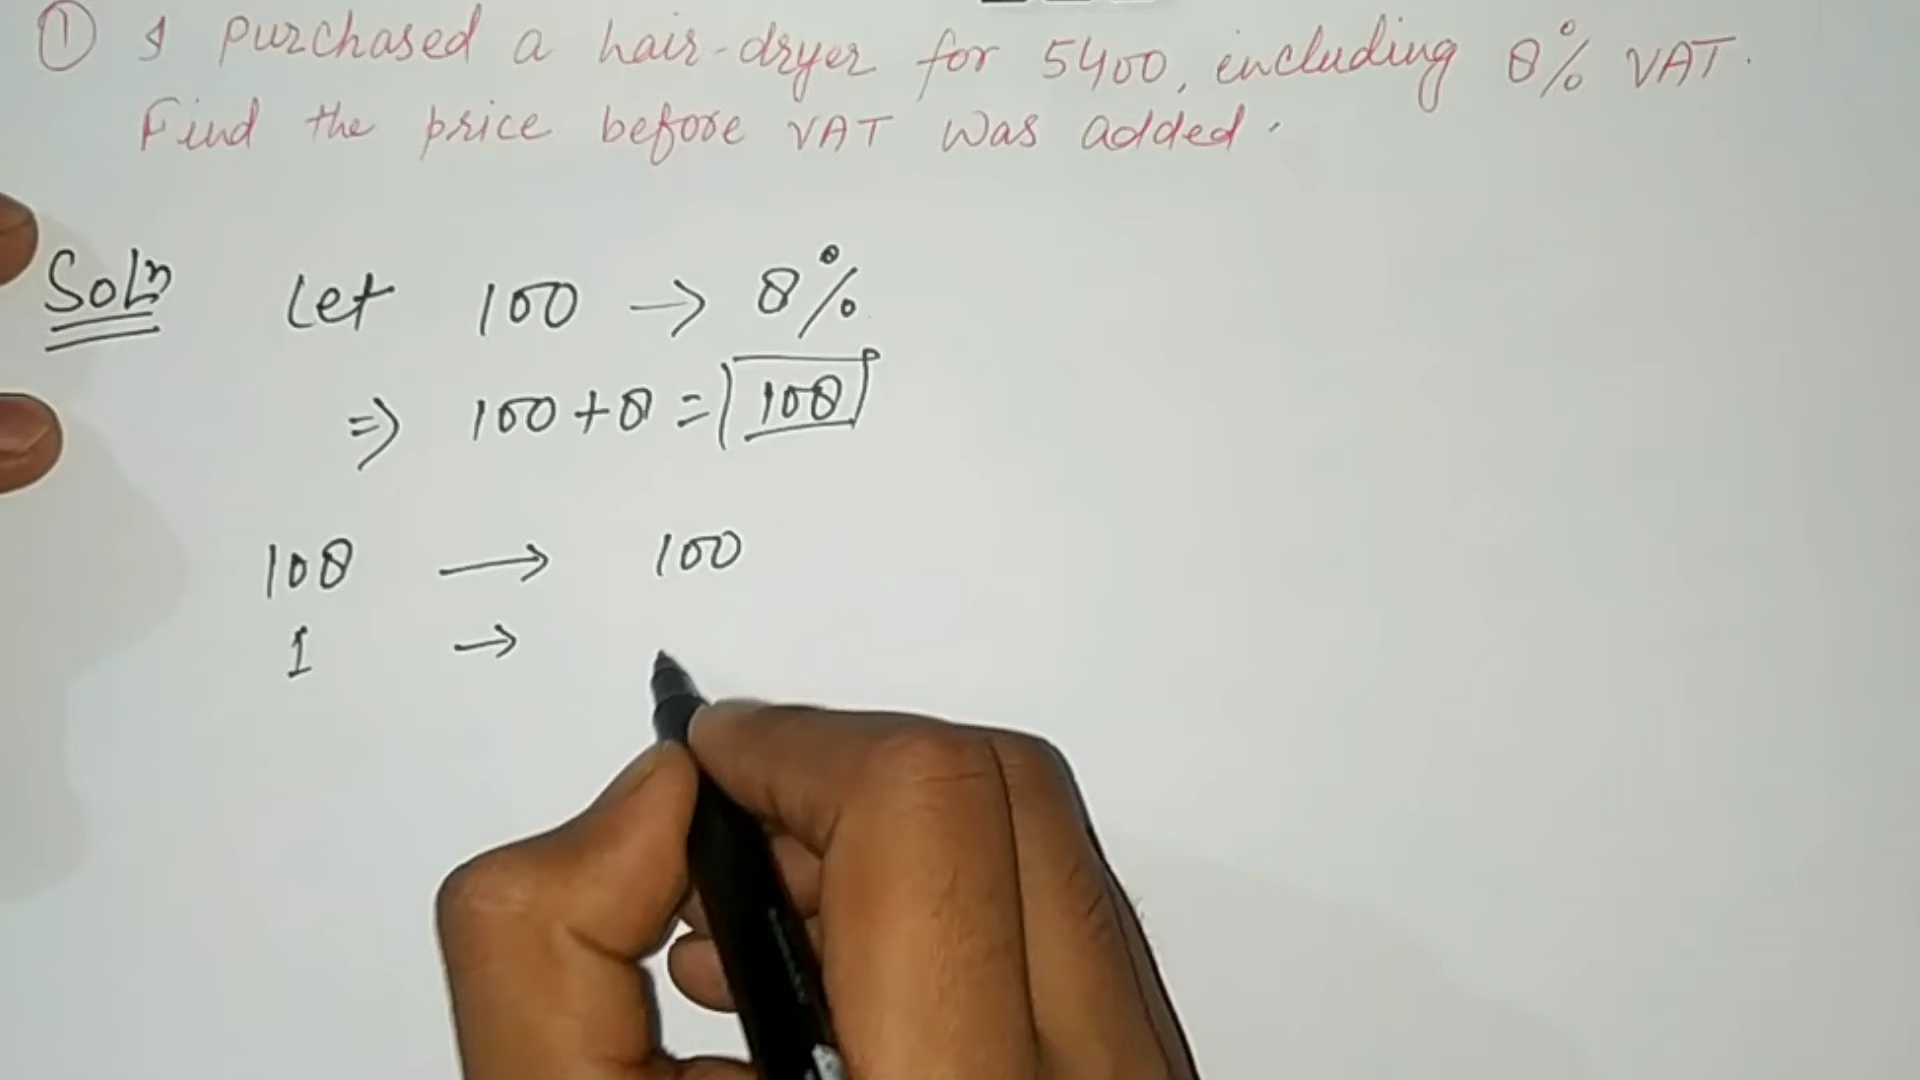 ① I purchased a hair-dryer for 5400, including 8% VAT.
Find the price before VAT was added.
Solⁿ Let 100 → 8%
⇒ 100 + 8 = 108
108 → 100
1 →